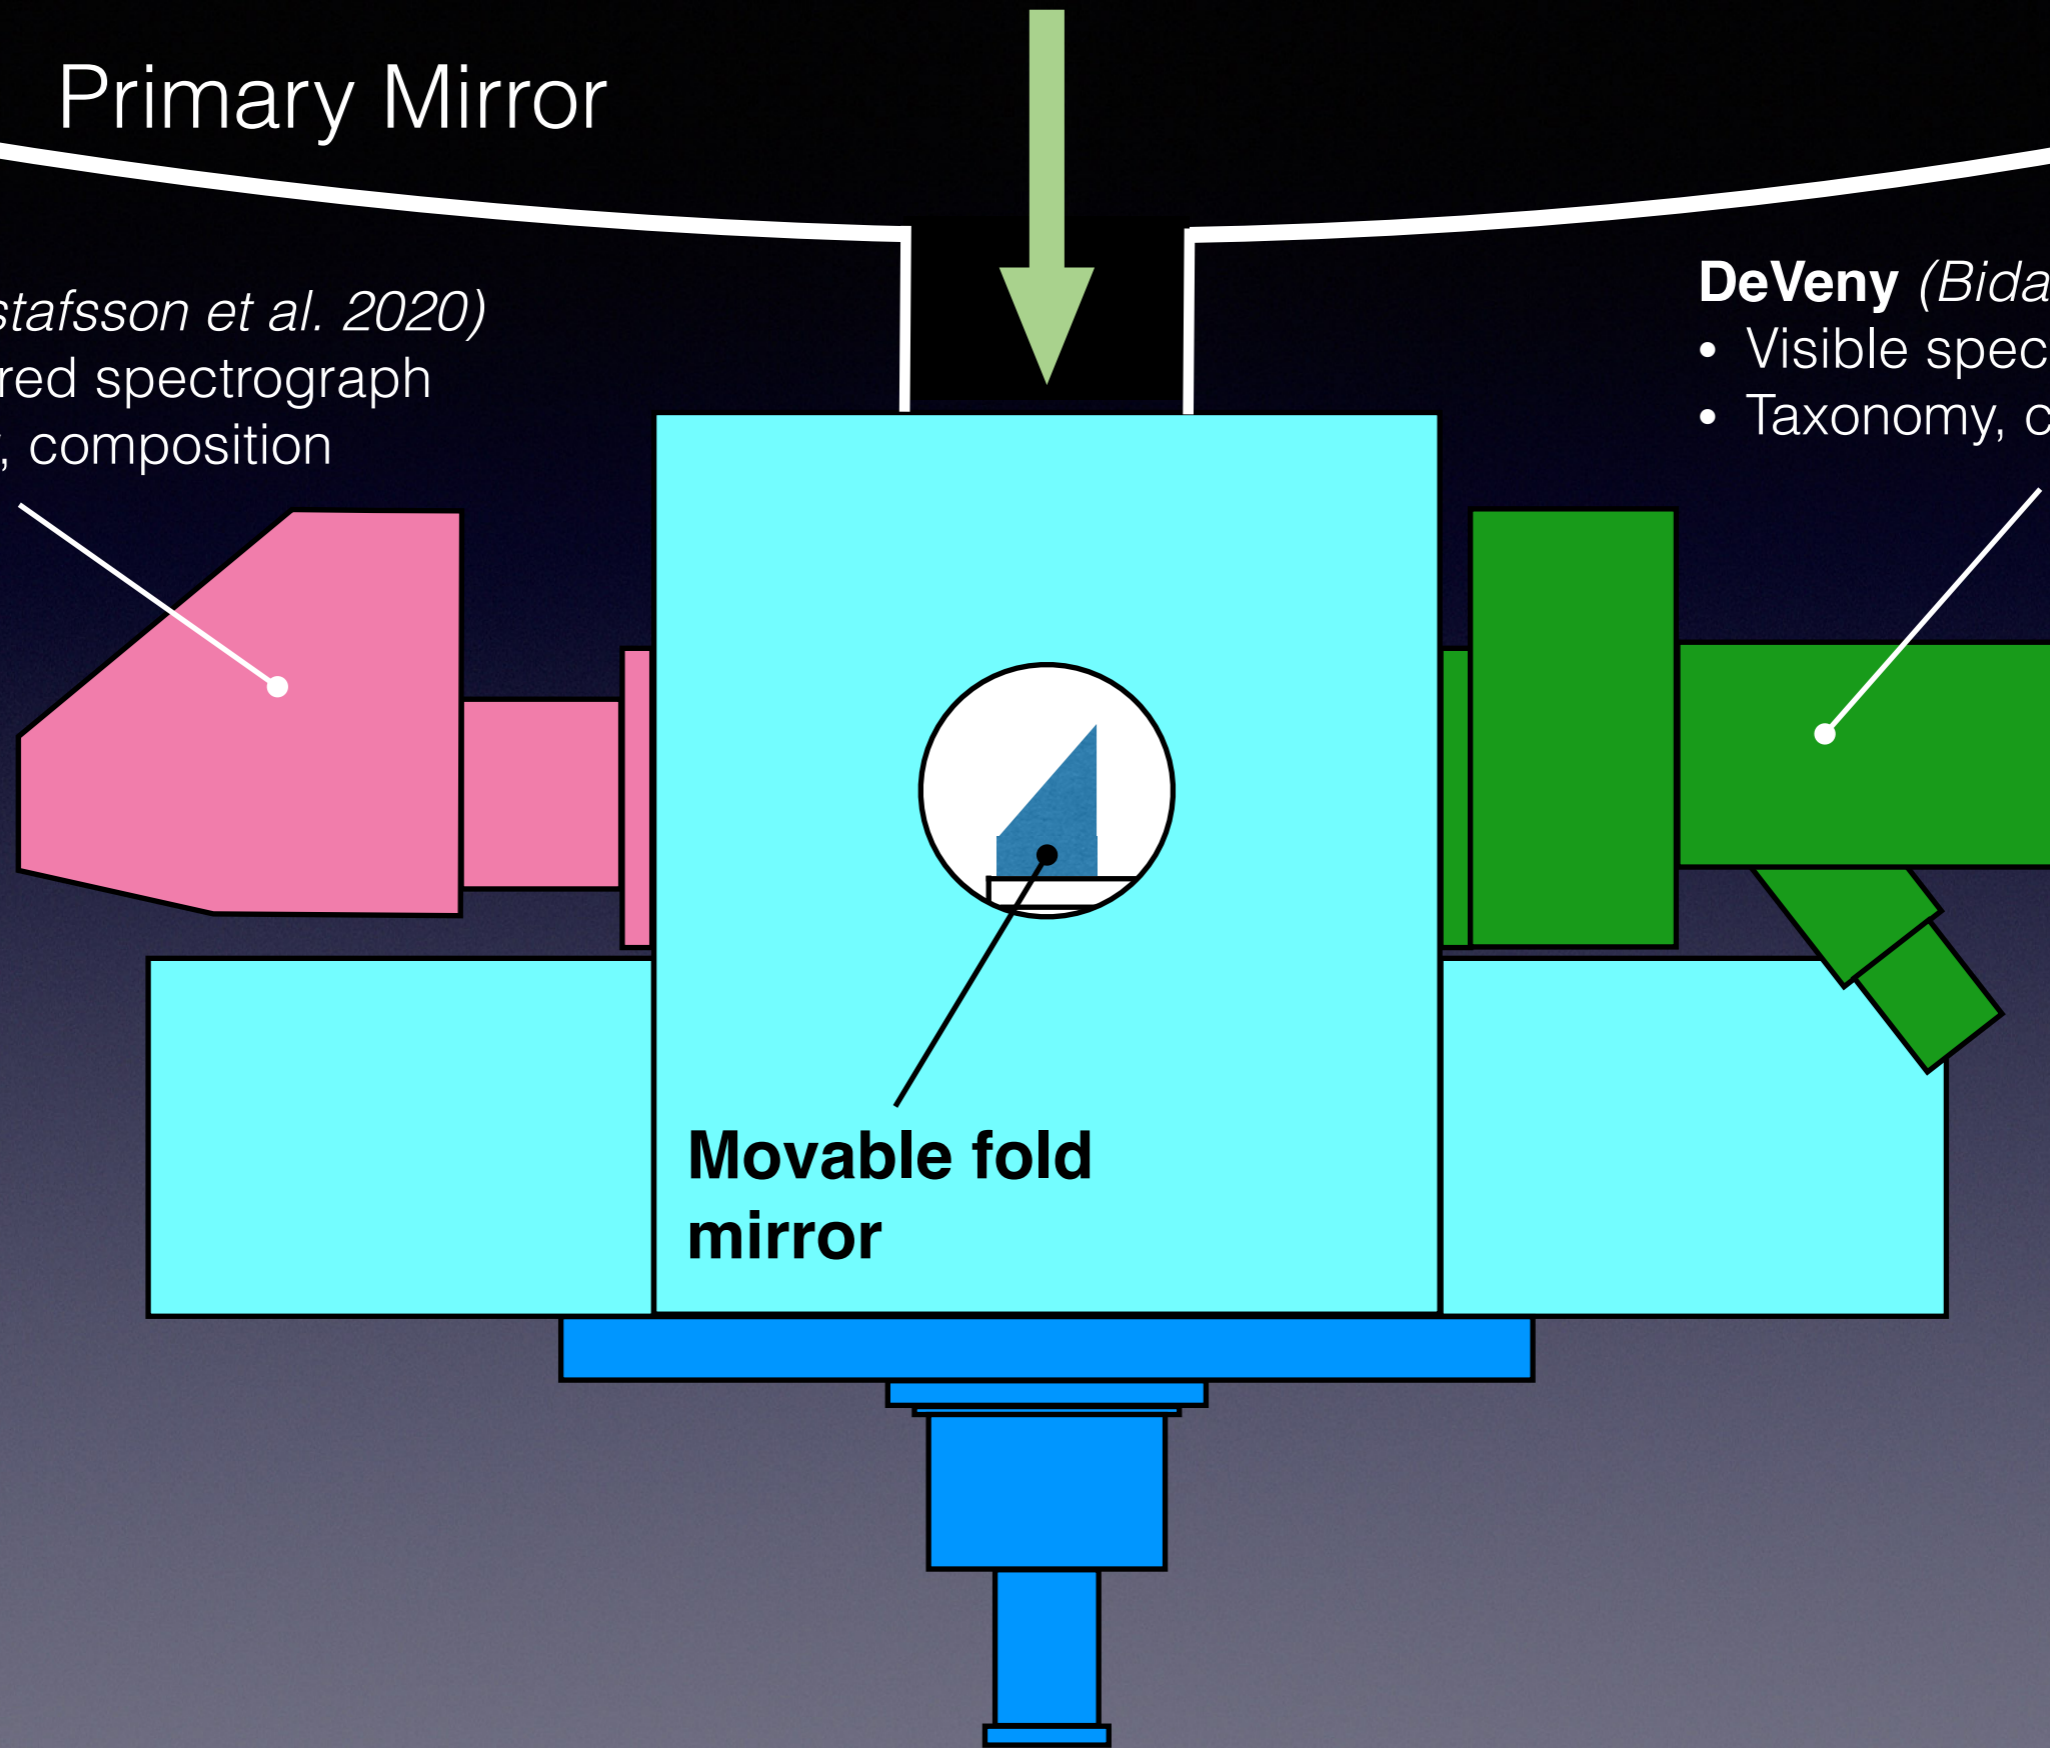 Primary Mirror
stafsson et al. 2020)
red spectrograph
, composition
DeVeny (Bida
• Visible spec
• Taxonomy, c
Movable fold
mirror